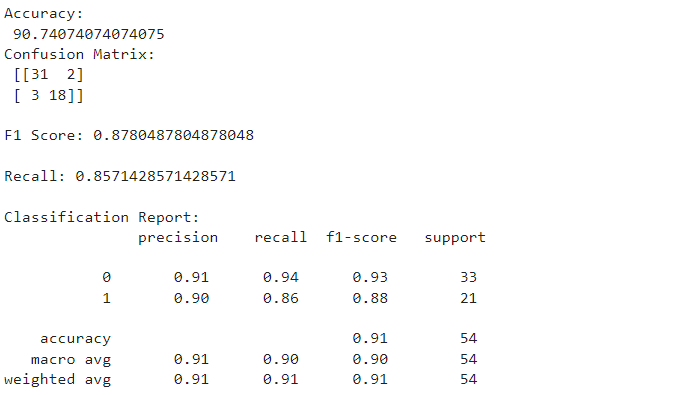 Accuracy:
90.74074074074075
Confusion Matrix:
[[31  2]
[ 3 18]]
F1 Score: 0.8780487804878048
Recall: 0.8571428571428571
Classification Report:
precision    recall  f1-score   support
0       0.91      0.94      0.93        33
1       0.90      0.86      0.88        21
accuracy                           0.91        54
macro avg       0.91      0.90      0.90        54
weighted avg       0.91      0.91      0.91        54